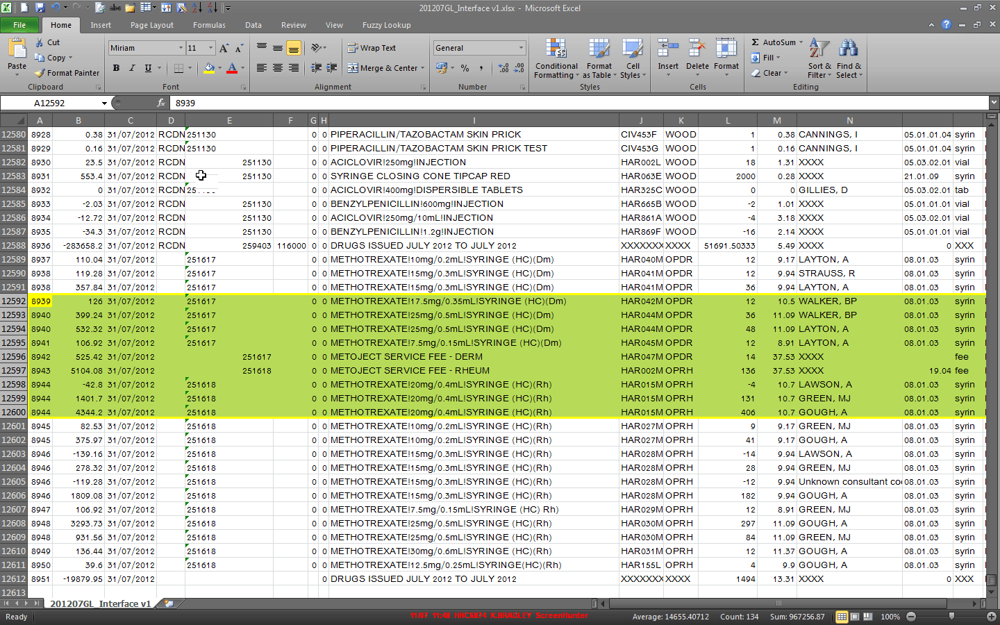 201207GL_Interface v1.xlsx - Microsoft Excel
File Home Insert Page Layout Formulas Data Review View Fuzzy Lookup
Paste Cut Copy Format Painter Clipboard
Miriam 11 B I U Font
Wrap Text Merge & Center Alignment
General % , Number
Conditional Formatting Format as Table Cell Styles Styles
Insert Delete Format Cells
AutoSum Fill Clear Sort & Filter Find & Select Editing
A12592 fx 8939
A B C D E F G H I J K L M N
12580 8928 0.38 31/07/2012 RCDN 251130 0 0 PIPERACILLIN/TAZOBACTAM SKIN PRICK CIV453F WOOD 1 0.38 CANNINGS, I 05.01.01.04 syrin
12581 8929 0.16 31/07/2012 RCDN 251130 0 0 PIPERACILLIN/TAZOBACTAM SKIN PRICK TEST CIV453G WOOD 1 0.16 CANNINGS, I 05.01.01.04 syrin
12582 8930 23.5 31/07/2012 RCDN 251130 0 0 ACICLOVIR!250mg!INJECTION HAR002L WOOD 18 1.31 XXXX 05.03.02.01 vial
12583 8931 553.4 31/07/2012 RCDN 251130 0 0 SYRINGE CLOSING CONE TIPCAP RED HAR063E WOOD 2000 0.28 XXXX 21.01.09 syrin
12584 8932 0 31/07/2012 RCDN 0 0 ACICLOVIR!400mg!DISPERSIBLE TABLETS HAR325C WOOD 0 0 GILLIES, D 05.03.02.01 tab
12585 8933 -2.03 31/07/2012 RCDN 251130 0 0 BENZYLPENICILLIN!600mg!INJECTION HAR665B WOOD -2 1.01 XXXX 05.01.01.01 vial
12586 8934 -12.72 31/07/2012 RCDN 251130 0 0 ACICLOVIR!250mg/10mL!INJECTION HAR861A WOOD -4 3.18 XXXX 05.03.02.01 vial
12587 8935 -34.3 31/07/2012 RCDN 251130 0 0 BENZYLPENICILLIN!1.2g!INJECTION HAR869F WOOD -16 2.14 XXXX 05.01.01.01 vial
12588 8936 -283658.2 31/07/2012 RCDN 259403 116000 0 0 DRUGS ISSUED JULY 2012 TO JULY 2012 XXXXXXX XXXX 51691.50333 5.49 XXXX 0 XXX
12589 8937 110.04 31/07/2012 251617 0 0 METHOTREXATE!10mg/0.2mL!SYRINGE (HC)(Dm) HAR040M OPDR 12 9.17 LAYTON, A 08.01.03 syrin
12590 8938 119.28 31/07/2012 251617 0 0 METHOTREXATE!15mg/0.3mL!SYRINGE (HC)(Dm) HAR041M OPDR 12 9.94 STRAUSS, R 08.01.03 syrin
12591 8938 357.84 31/07/2012 251617 0 0 METHOTREXATE!15mg/0.3mL!SYRINGE (HC)(Dm) HAR041M OPDR 36 9.94 LAYTON, A 08.01.03 syrin
12592 8939 126 31/07/2012 251617 0 0 METHOTREXATE!17.5mg/0.35mL!SYRINGE (HC)(Dm) HAR042M OPDR 12 10.5 WALKER, BP 08.01.03 syrin
12593 8940 399.24 31/07/2012 251617 0 0 METHOTREXATE!25mg/0.5mL!SYRINGE (HC)(Dm) HAR044M OPDR 36 11.09 WALKER, BP 08.01.03 syrin
12594 8940 532.32 31/07/2012 251617 0 0 METHOTREXATE!25mg/0.5mL!SYRINGE (HC)(Dm) HAR044M OPDR 48 11.09 LAYTON, A 08.01.03 syrin
12595 8941 106.92 31/07/2012 251617 0 0 METHOTREXATE!7.5mg/0.15mL!SYRINGE (HC)(Dm) HAR045M OPDR 12 8.91 LAYTON, A 08.01.03 syrin
12596 8942 525.42 31/07/2012 251617 0 0 METOJECT SERVICE FEE - DERM HAR047M OPDR 14 37.53 XXXX fee
12597 8943 5104.08 31/07/2012 251618 0 0 METOJECT SERVICE FEE - RHEUM HAR002M OPRH 136 37.53 XXXX 19.04 fee
12598 8944 -42.8 31/07/2012 251618 0 0 METHOTREXATE!20mg/0.4mL!SYRINGE (HC)(Rh) HAR015M OPRH -4 10.7 LAWSON, A 08.01.03 syrin
12599 8944 1401.7 31/07/2012 251618 0 0 METHOTREXATE!20mg/0.4mL!SYRINGE (HC)(Rh) HAR015M OPRH 131 10.7 GREEN, MJ 08.01.03 syrin
12600 8944 4344.2 31/07/2012 251618 0 0 METHOTREXATE!20mg/0.4mL!SYRINGE (HC)(Rh) HAR015M OPRH 406 10.7 GOUGH, A 08.01.03 syrin
12601 8945 82.53 31/07/2012 251618 0 0 METHOTREXATE!10mg/0.2mL!SYRINGE (HC)(Rh) HAR027M OPRH 9 9.17 GREEN, MJ 08.01.03 syrin
12602 8945 375.97 31/07/2012 251618 0 0 METHOTREXATE!10mg/0.2mL!SYRINGE (HC)(Rh) HAR027M OPRH 41 9.17 GOUGH, A 08.01.03 syrin
12603 8946 -139.16 31/07/2012 251618 0 0 METHOTREXATE!15mg/0.3mL!SYRINGE (HC)(Rh) HAR028M OPRH -14 9.94 LAWSON, A 08.01.03 syrin
12604 8946 278.32 31/07/2012 251618 0 0 METHOTREXATE!15mg/0.3mL!SYRINGE (HC)(Rh) HAR028M OPRH 28 9.94 GREEN, MJ 08.01.03 syrin
12605 8946 -119.28 31/07/2012 251618 0 0 METHOTREXATE!15mg/0.3mL!SYRINGE (HC)(Rh) HAR028M OPRH -12 9.94 Unknown consultant co 08.01.03 syrin
12606 8946 1809.08 31/07/2012 251618 0 0 METHOTREXATE!15mg/0.3mL!SYRINGE (HC)(Rh) HAR028M OPRH 182 9.94 GOUGH, A 08.01.03 syrin
12607 8947 106.92 31/07/2012 251618 0 0 METHOTREXATE!7.5mg/0.15mL!SYRINGE (HC) Rh) HAR029M OPRH 12 8.91 GOUGH, A 08.01.03 syrin
12608 8948 3293.73 31/07/2012 251618 0 0 METHOTREXATE!25mg/0.5mL!SYRINGE (HC)(Rh) HAR030M OPRH 297 11.09 GOUGH, A 08.01.03 syrin
12609 8948 931.56 31/07/2012 251618 0 0 METHOTREXATE!25mg/0.5mL!SYRINGE (HC)(Rh) HAR030M OPRH 84 11.09 GREEN, MJ 08.01.03 syrin
12610 8949 136.44 31/07/2012 251618 0 0 METHOTREXATE!30mg/0.6mL!SYRINGE (HC)(Rh) HAR031M OPRH 12 11.37 GOUGH, A 08.01.03 syrin
12611 8950 39.6 31/07/2012 251618 0 0 METHOTREXATE!12.5mg/0.25mL!SYRINGE(HC)(Rh) HAR155L OPRH 4 9.9 GOUGH, A 08.01.03 syrin
12612 8951 -19879.95 31/07/2012 0 DRUGS ISSUED JULY 2012 TO JULY 2012 XXXXXXX XXXX 1494 13.31 XXXX 0 XXX
12613
201207GL_Interface v1
Ready 11/07 11:40 HHC6074 K.BRADLEY ScreenHunter Average: 14655.40712 Count: 134 Sum: 967256.87 100%